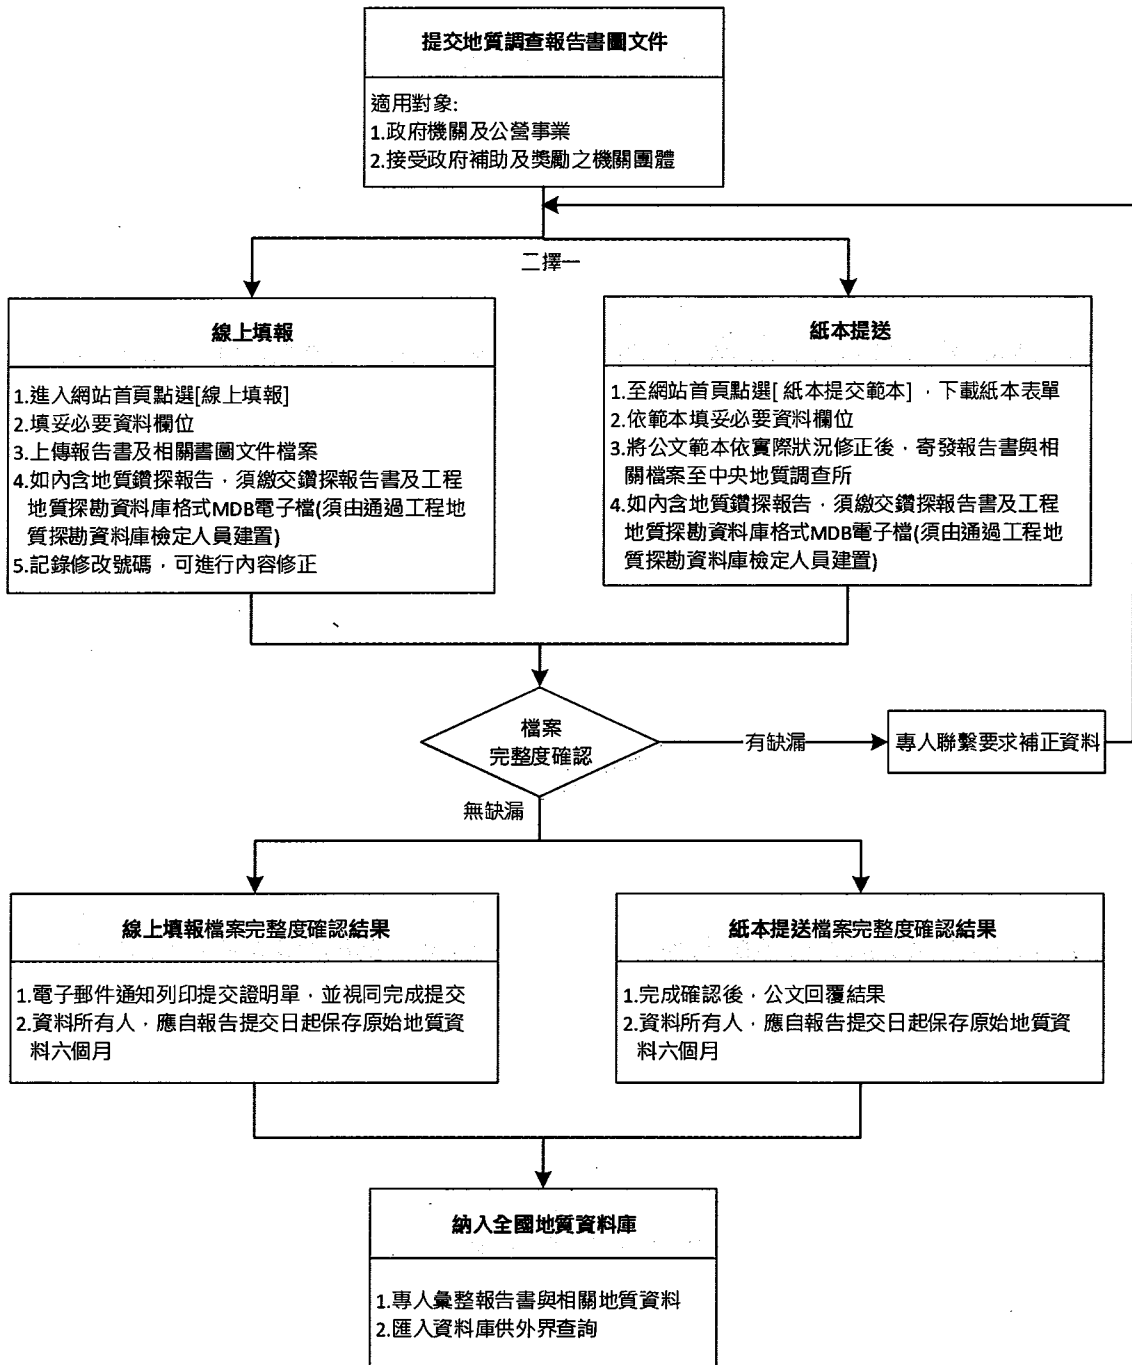 提交地質調查報告書圖文件
適用對象:
1.政府機關及公營事業
2.接受政府補助及獎勵之機關團體
二擇一
線上填報
1.進入網站首頁點選[線上填報]
2.填妥必要資料欄位
3.上傳報告書及相關書圖文件檔案
4.如內含地質鑽探報告，須繳交鑽探報告書及工程
地質探勘資料庫格式MDB電子檔(須由通過工程地
質探勘資料庫檢定人員建置)
5.記錄修改號碼，可進行內容修正
紙本提送
1.至網站首頁點選[紙本提交範本]，下載紙本表單
2.依範本填妥必要資料欄位
3.將公文範本依實際狀況修正後，寄發報告書與相
關檔案至中央地質調查所
4.如內含地質鑽探報告，須繳交鑽探報告書及工程
地質探勘資料庫格式MDB電子檔(須由通過工程地
質探勘資料庫檢定人員建置)
檔案
完整度確認
有缺漏
專人聯繫要求補正資料
無缺漏
線上填報檔案完整度確認結果
1.電子郵件通知列印提交證明單，並視同完成提交
2.資料所有人，應自報告提交日起保存原始地質資
料六個月
紙本提送檔案完整度確認結果
1.完成確認後，公文回覆結果
2.資料所有人，應自報告提交日起保存原始地質資
料六個月
納入全國地質資料庫
1.專人彙整報告書與相關地質資料
2.匯入資料庫供外界查詢